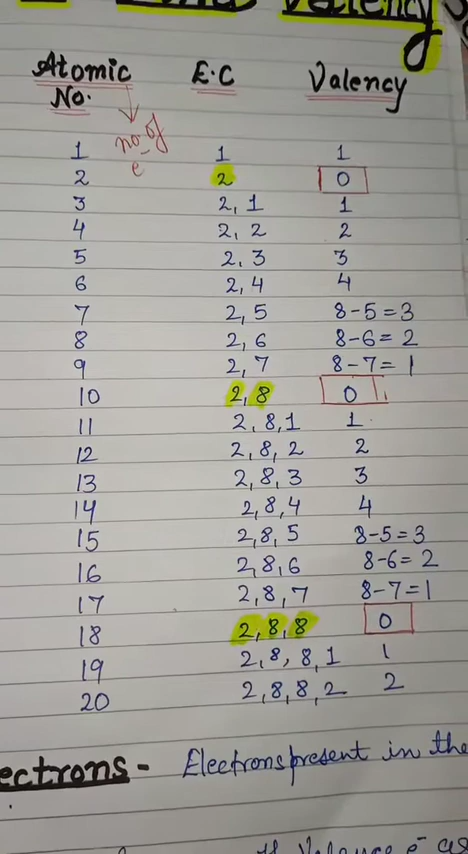 Valency
Atomic No. E.C Valency
no. of e-
1 1 1
2 2 0
3 2, 1 1
4 2, 2 2
5 2, 3 3
6 2, 4 4
7 2, 5 8-5=3
8 2, 6 8-6=2
9 2, 7 8-7=1
10 2, 8 0
11 2, 8, 1 1
12 2, 8, 2 2
13 2, 8, 3 3
14 2, 8, 4 4
15 2, 8, 5 8-5=3
16 2, 8, 6 8-6=2
17 2, 8, 7 8-7=1
18 2, 8, 8 0
19 2, 8, 8, 1 1
20 2, 8, 8, 2 2
ectrons - Electrons present in the
Valence e- as